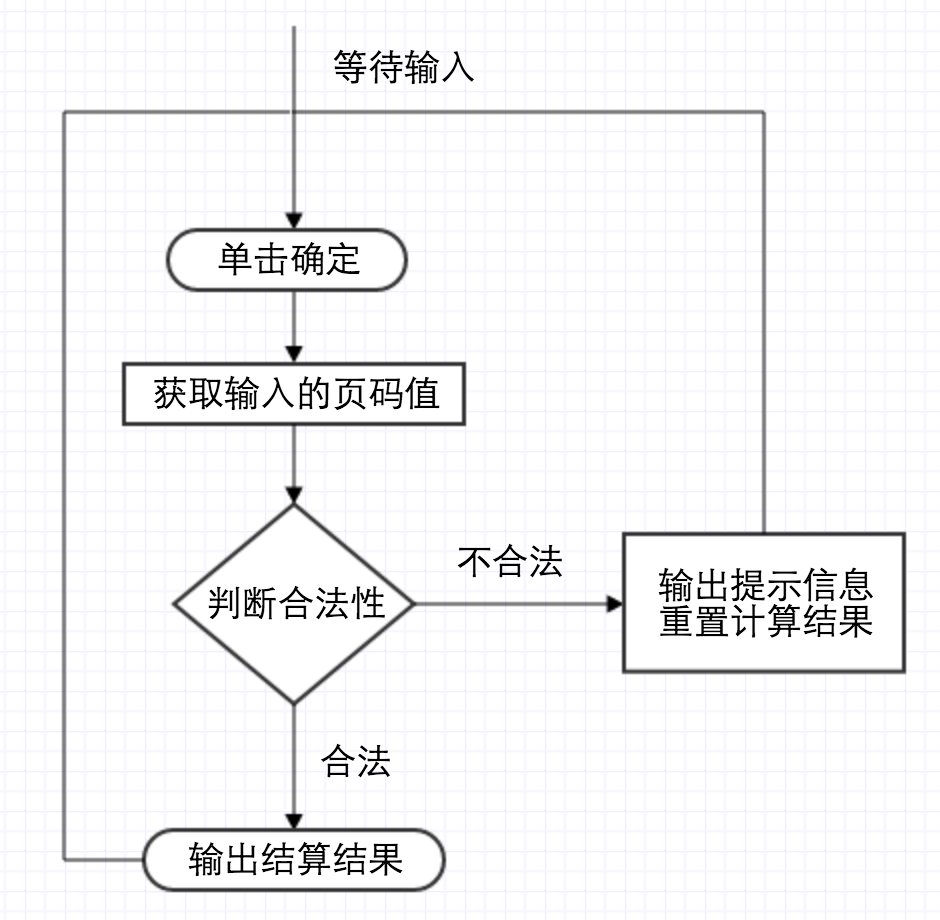 等待输入
单击确定
获取输入的页码值
判断合法性
不合法
输出提示信息
重置计算结果
合法
输出结算结果